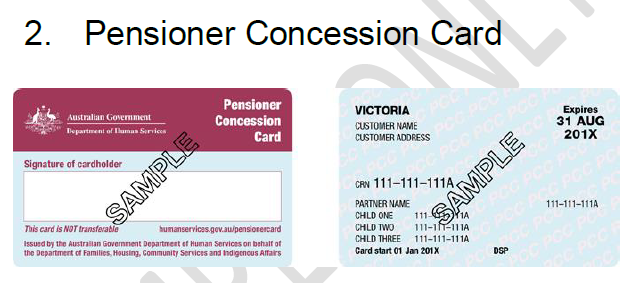 2. Pensioner Concession Card
Australian Government
Department of Human Services
Pensioner
Concession
Card
Signature of cardholder
SAMPLE
This card is NOT transferable
humanservices.gov.au/pensionercard
Issued by the Australian Government Department of Human Services on behalf of
the Department of Families, Housing, Community Services and Indigenous Affairs
VICTORIA
CUSTOMER NAME
CUSTOMER ADDRESS
Expires
31 AUG
201X
CRN 111-111-111A
SAMPLE
PARTNER NAME 111-111-111A
CHILD ONE 111-111-111A
CHILD TWO 111-111-111A
CHILD THREE 111-111-111A
Card start 01 Jan 201X DSP